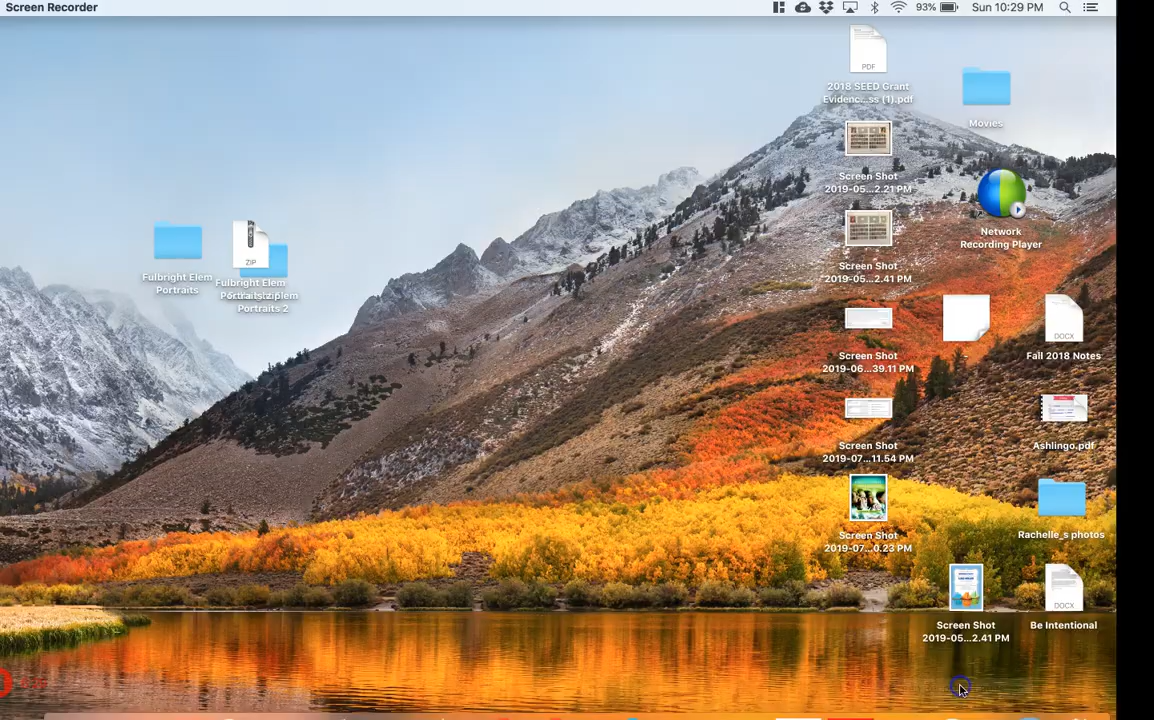 Screen Recorder
93%
Sun 10:29 PM
PDF
2018 SEED Grant
Evidenc...ss (1).pdf
Movies
Screen Shot
2019-05...2.21 PM
Network
Recording Player
Screen Shot
2019-05...2.41 PM
ZIP
Fulbright Elem
Portraits
Fulbright Elem
Portraits 2
Screen Shot
2019-06...39.11 PM
DOCX
Fall 2018 Notes
Screen Shot
2019-07...11.54 PM
Ashlingo.pdf
Screen Shot
2019-07...0.23 PM
Rachelle_s photos
Screen Shot
2019-05...2.41 PM
DOCX
Be Intentional